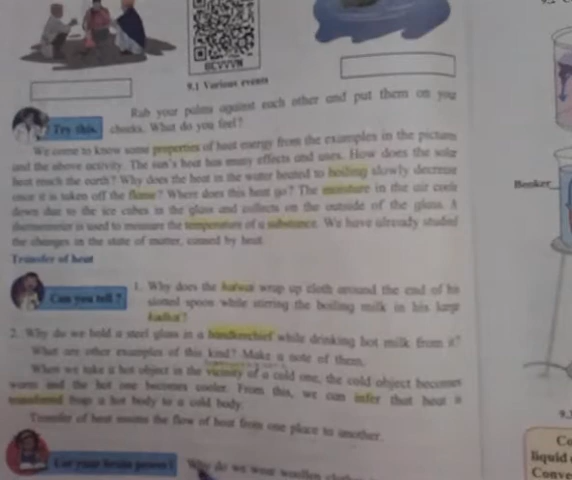 0CVVVN
9.1 Various events
Try this. Rub your palms against each other and put them on your
cheeks. What do you feel?
We come to know some properties of heat energy from the examples in the picture
and the above activity. The sun's heat has many effects and uses. How does the solar
heat reach the earth? Why does the heat in the water heated to boiling slowly decrease
once it is taken off the flame? Where does this heat go? The moisture in the air cools
down due to the ice cubes in the glass and collects on the outside of the glass. A
thermometer is used to measure the temperature of a substance. We have already studied
the changes in the state of matter, caused by heat.
Transfer of heat
Can you tell ? 1. Why does the halwai wrap up cloth around the end of his
slotted spoon while stirring the boiling milk in his large
kadhai?
2. Why do we hold a steel glass in a handkerchief while drinking hot milk from it?
What are other examples of this kind? Make a note of them.
When we take a hot object in the vicinity of a cold one, the cold object becomes
warm and the hot one becomes cooler. From this, we can infer that heat is
transferred from a hot body to a cold body.
Transfer of heat means the flow of heat from one place to another.
Use your brain power! Why do we wear woollen
Beaker
9.
Co
liquid
Conve